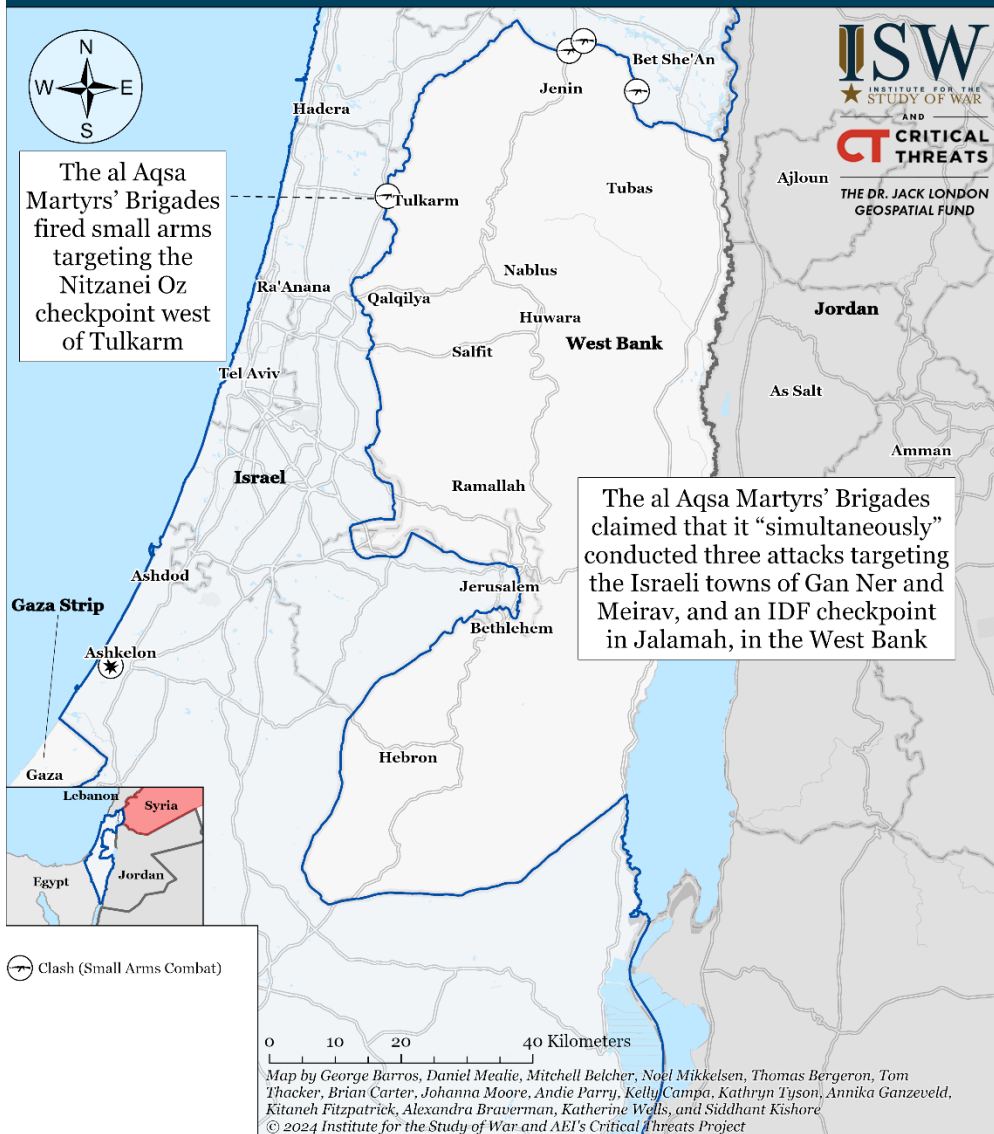 N
W
E
S
ISW
INSTITUTE FOR THE
STUDY OF WAR
AND
CT CRITICAL
THREATS
THE DR. JACK LONDON
GEOSPATIAL FUND
Bet She'An
Jenin
Hadera
The al Aqsa
Martyrs’ Brigades
fired small arms
targeting the
Nitzanei Oz
checkpoint west
of Tulkarm
Tulkarm
Tubas
Ajloun
Nablus
Ra'Anana
Qalqilya
Huwara
Jordan
Salfit
West Bank
Tel Aviv
As Salt
Amman
Israel
Ramallah
The al Aqsa Martyrs’ Brigades
claimed that it “simultaneously”
conducted three attacks targeting
the Israeli towns of Gan Ner and
Meirav, and an IDF checkpoint
in Jalamah, in the West Bank
Ashdod
Jerusalem
Gaza Strip
Bethlehem
Ashkelon
Hebron
Gaza
Lebanon
Syria
Egypt
Jordan
Clash (Small Arms Combat)
0 10 20 40 Kilometers
Map by George Barros, Daniel Mealie, Mitchell Belcher, Noel Mikkelsen, Thomas Bergeron, Tom
Thacker, Brian Carter, Johanna Moore, Andie Parry, Kelly Campa, Kathryn Tyson, Annika Ganzeveld,
Kitaneh Fitzpatrick, Alexandra Braverman, Katherine Wells, and Siddhant Kishore
© 2024 Institute for the Study of War and AEI's Critical Threats Project